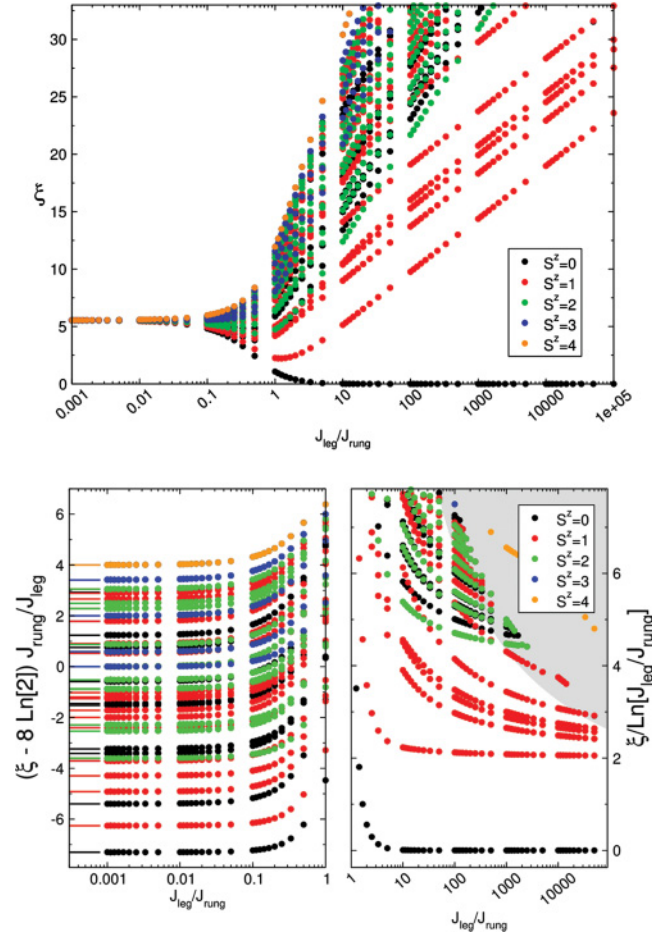 30
25
20
ξ
15
10
5
0
S^z=0
S^z=1
S^z=2
S^z=3
S^z=4
0.001 0.01 0.1 1 10 100 1000 10000 1e+05
J_leg/J_rung
(ξ - 8 Ln[2]) J_rung/J_leg
4
2
0
-2
-4
-6
0.001 0.01 0.1 1
J_leg/J_rung
S^z=0
S^z=1
S^z=2
S^z=3
S^z=4
6
4
2
0
ξ/Ln[J_leg/J_rung]
1 10 100 1000 10000
J_leg/J_rung